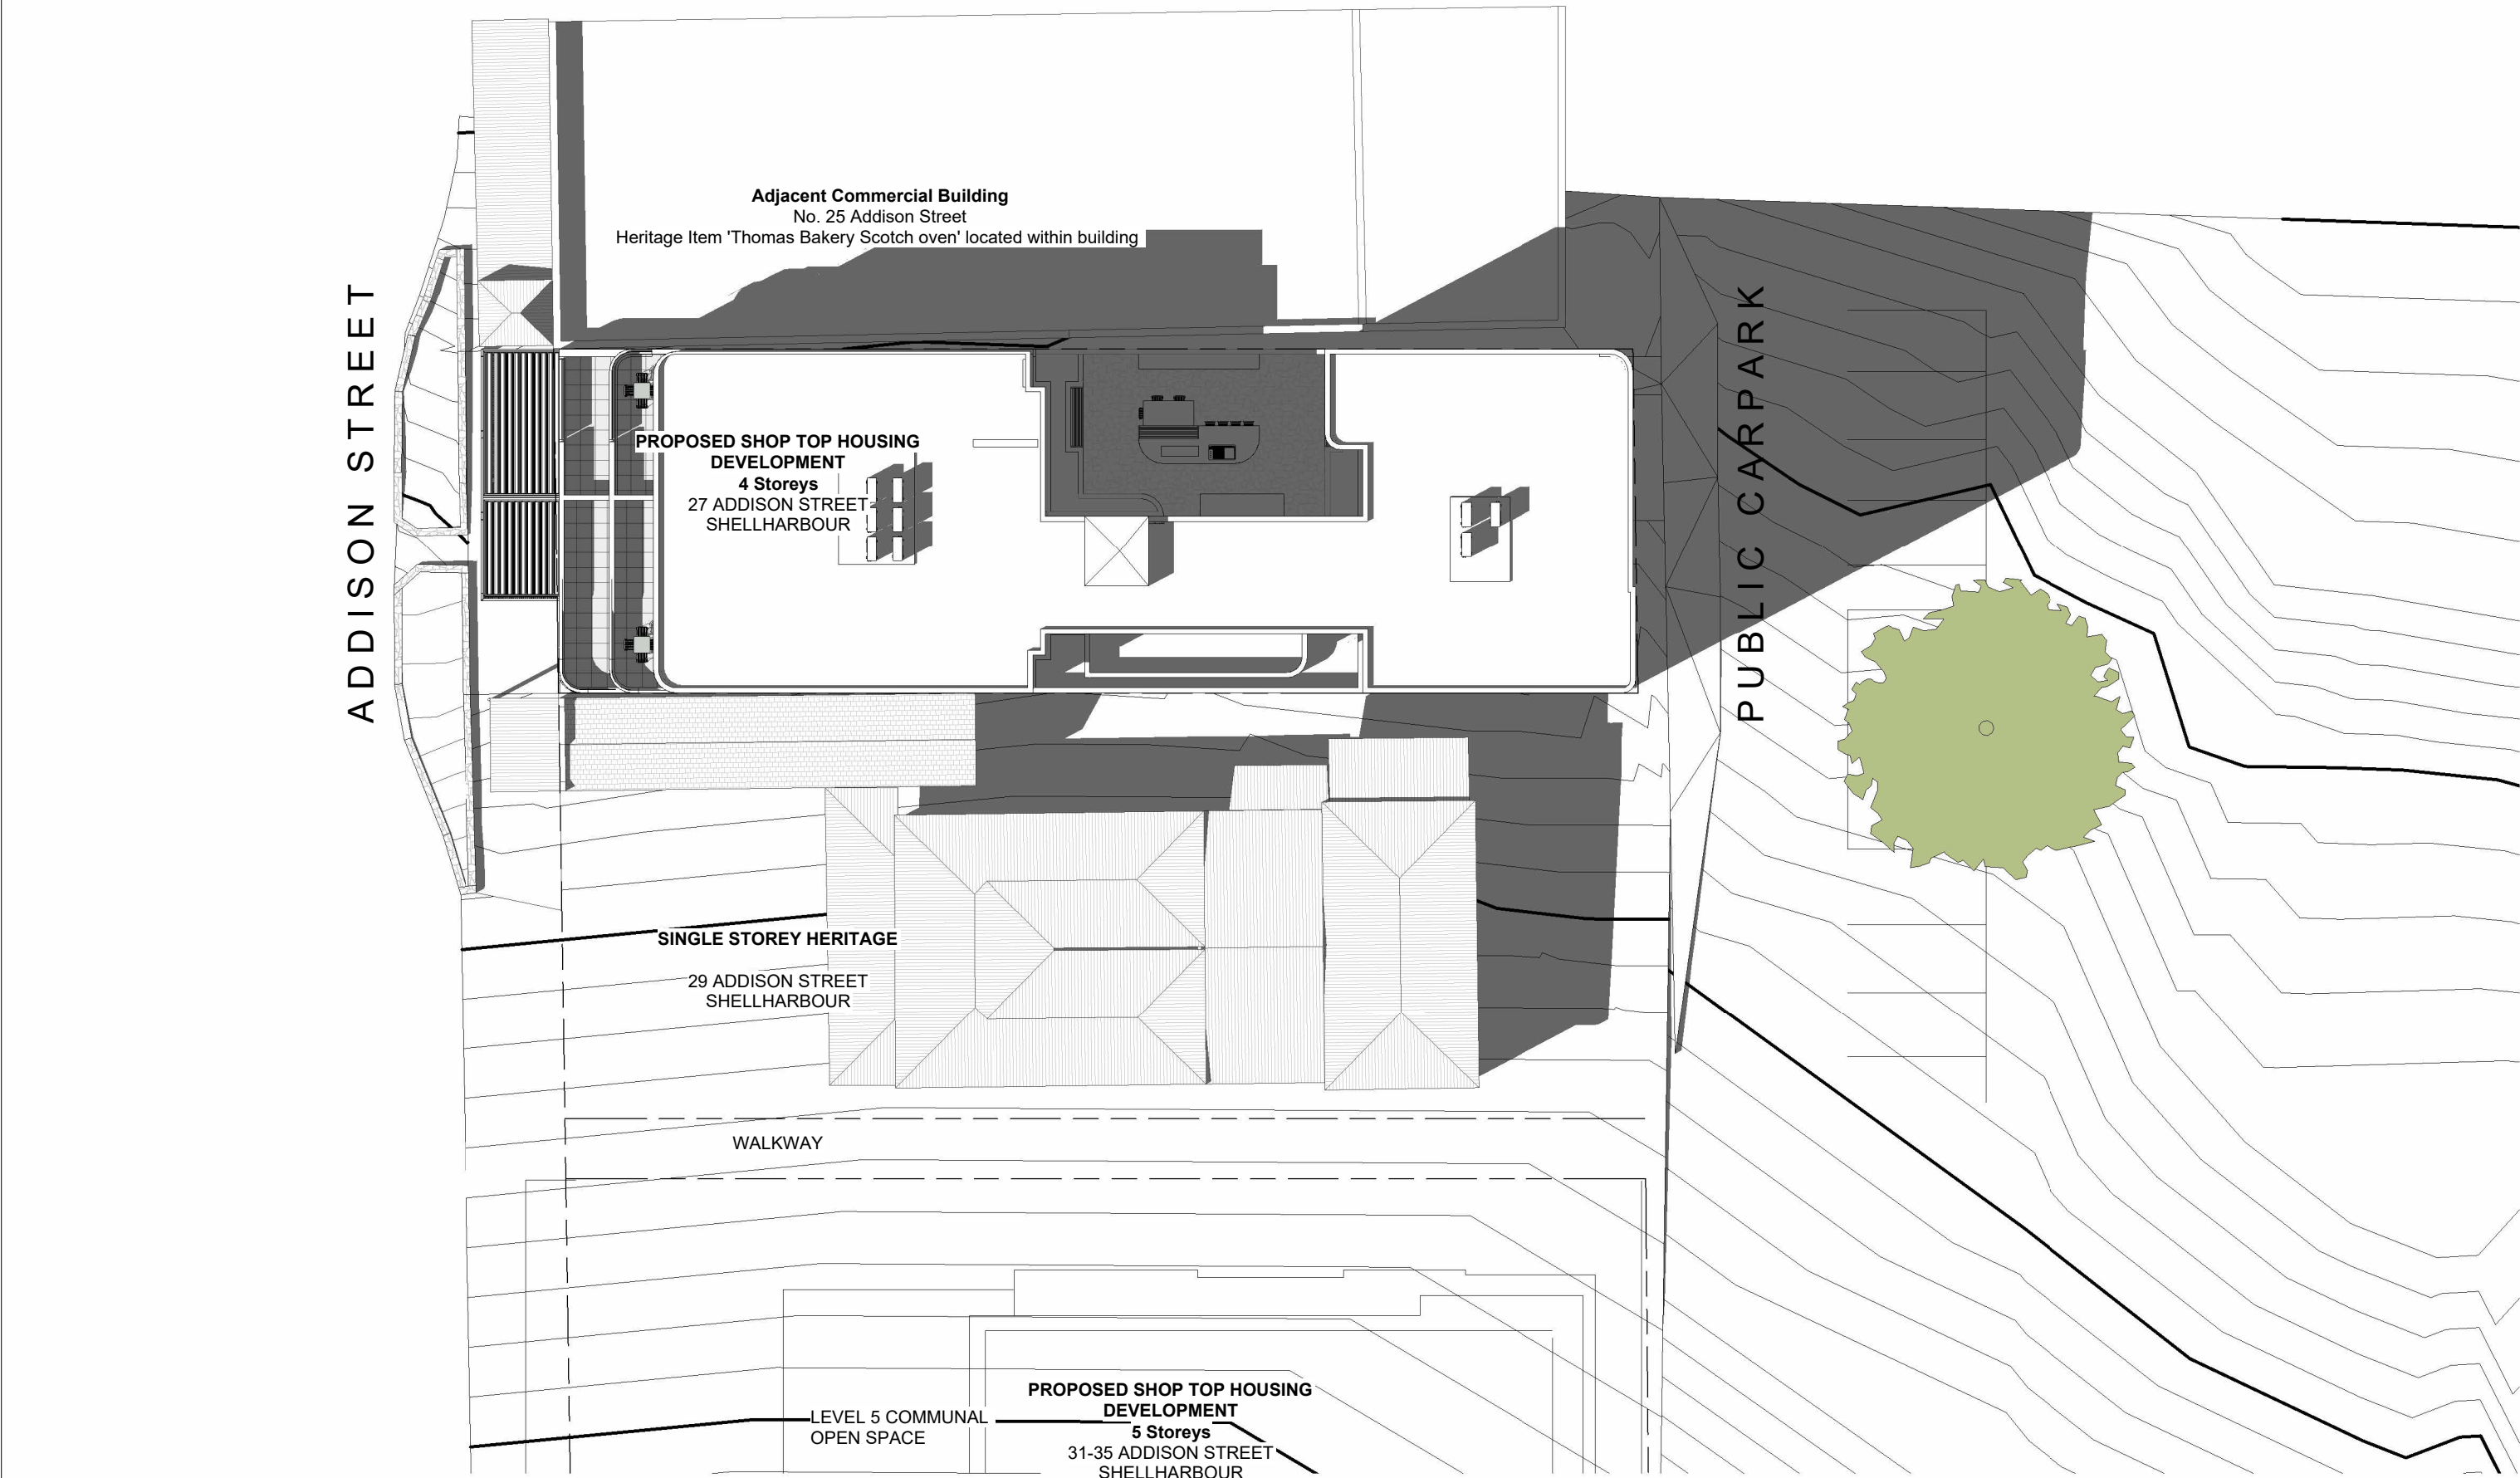 Adjacent Commercial Building
No. 25 Addison Street
Heritage Item 'Thomas Bakery Scotch oven' located within building
ADDISON STREET
PUBLIC CARPARK
PROPOSED SHOP TOP HOUSING
DEVELOPMENT
4 Storeys
27 ADDISON STREET
SHELLHARBOUR
SINGLE STOREY HERITAGE
29 ADDISON STREET
SHELLHARBOUR
WALKWAY
LEVEL 5 COMMUNAL
OPEN SPACE
PROPOSED SHOP TOP HOUSING
DEVELOPMENT
5 Storeys
31-35 ADDISON STREET
SHELLHARBOUR